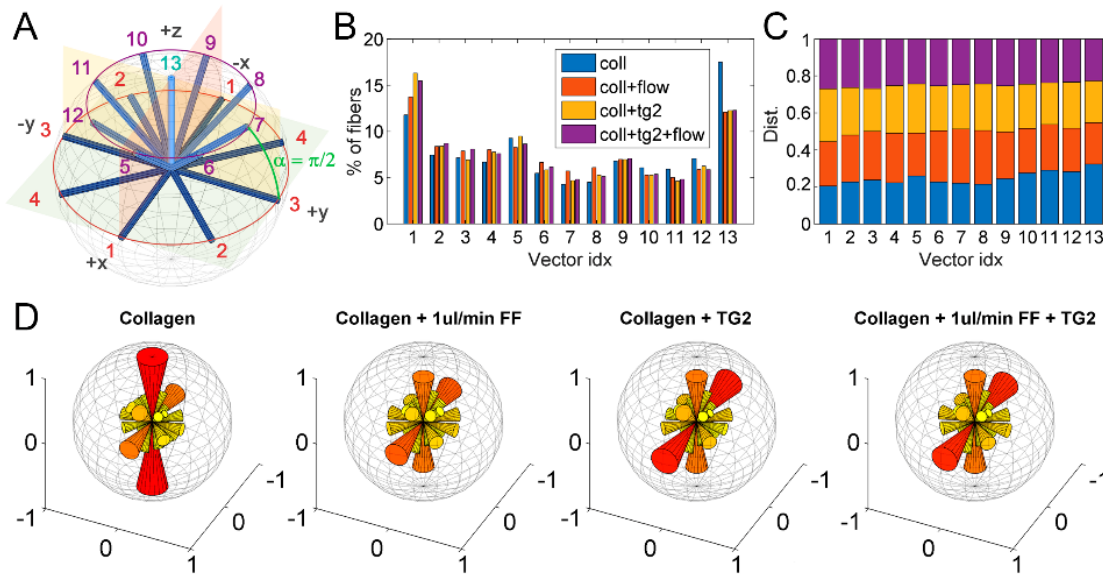 A
+z
10
9
13
-x
11
2
8
1
12
7
-y
3
4
5
6
α = π/2
4
3
+y
1
2
+x
B
20
15
10
5
0
% of fibers
coll
coll+flow
coll+tg2
coll+tg2+flow
1 2 3 4 5 6 7 8 9 10 11 12 13
Vector idx
C
1
0.8
0.6
0.4
0.2
0
Dist.
1 2 3 4 5 6 7 8 9 10 11 12 13
Vector idx
D
Collagen
Collagen + 1ul/min FF
Collagen + TG2
Collagen + 1ul/min FF + TG2
1 1 1 1
0 0 0 0
-1 -1 -1 -1
0 0 0 0
-1 -1 -1 -1
0 0 0 0
1 1 1 1